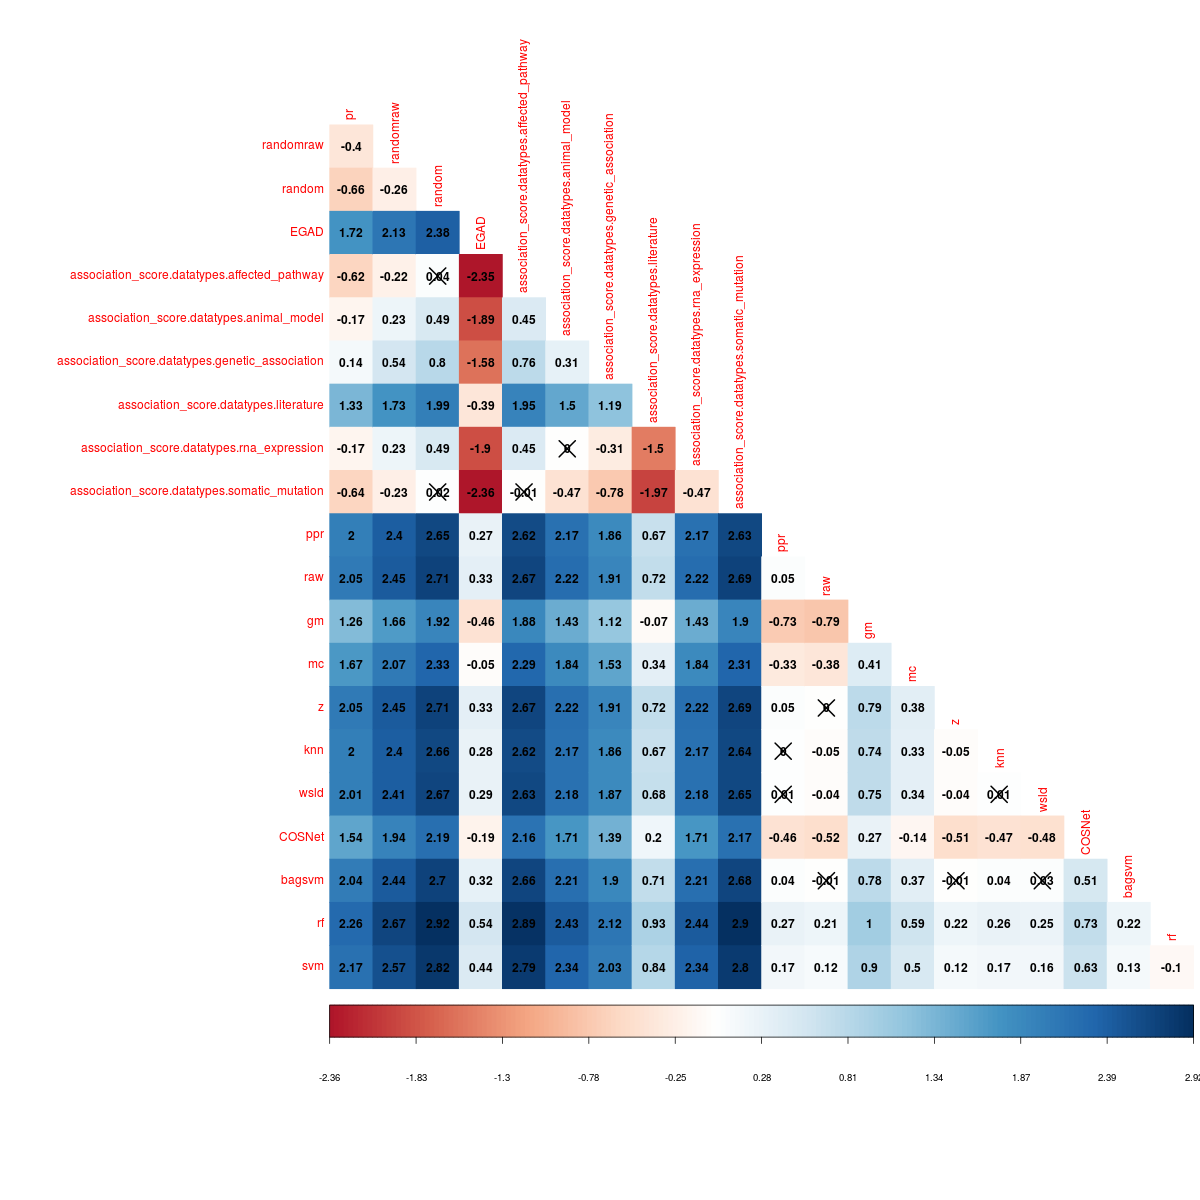 pr
randomraw
random
EGAD
association_score.datatypes.affected_pathway
association_score.datatypes.animal_model
association_score.datatypes.genetic_association
association_score.datatypes.literature
association_score.datatypes.rna_expression
association_score.datatypes.somatic_mutation
ppr
raw
gm
mc
z
knn
wsld
COSNet
bagsvm
rf
randomraw -0.4
random -0.66 -0.26
EGAD 1.72 2.13 2.38
association_score.datatypes.affected_pathway -0.62 -0.22 0.04 -2.35
association_score.datatypes.animal_model -0.17 0.23 0.49 -1.89 0.45
association_score.datatypes.genetic_association 0.14 0.54 0.8 -1.58 0.76 0.31
association_score.datatypes.literature 1.33 1.73 1.99 -0.39 1.95 1.5 1.19
association_score.datatypes.rna_expression -0.17 0.23 0.49 -1.9 0.45 0 -0.31 -1.5
association_score.datatypes.somatic_mutation -0.64 -0.23 0.02 -2.36 -0.01 -0.47 -0.78 -1.97 -0.47
ppr 2 2.4 2.65 0.27 2.62 2.17 1.86 0.67 2.17 2.63
raw 2.05 2.45 2.71 0.33 2.67 2.22 1.91 0.72 2.22 2.69 0.05
gm 1.26 1.66 1.92 -0.46 1.88 1.43 1.12 -0.07 1.43 1.9 -0.73 -0.79
mc 1.67 2.07 2.33 -0.05 2.29 1.84 1.53 0.34 1.84 2.31 -0.33 -0.38 0.41
z 2.05 2.45 2.71 0.33 2.67 2.22 1.91 0.72 2.22 2.69 0.05 0 0.79 0.38
knn 2 2.4 2.66 0.28 2.62 2.17 1.86 0.67 2.17 2.64 0 -0.05 0.74 0.33 -0.05
wsld 2.01 2.41 2.67 0.29 2.63 2.18 1.87 0.68 2.18 2.65 0.01 -0.04 0.75 0.34 -0.04 0.01
COSNet 1.54 1.94 2.19 -0.19 2.16 1.71 1.39 0.2 1.71 2.17 -0.46 -0.52 0.27 -0.14 -0.51 -0.47 -0.48
bagsvm 2.04 2.44 2.7 0.32 2.66 2.21 1.9 0.71 2.21 2.68 0.04 -0.01 0.78 0.37 -0.01 0.04 0.03 0.51
rf 2.26 2.67 2.92 0.54 2.89 2.43 2.12 0.93 2.44 2.9 0.27 0.21 1 0.59 0.22 0.26 0.25 0.73 0.22
svm 2.17 2.57 2.82 0.44 2.79 2.34 2.03 0.84 2.34 2.8 0.17 0.12 0.9 0.5 0.12 0.17 0.16 0.63 0.13 -0.1
-2.36 -1.83 -1.3 -0.78 -0.25 0.28 0.81 1.34 1.87 2.39 2.92